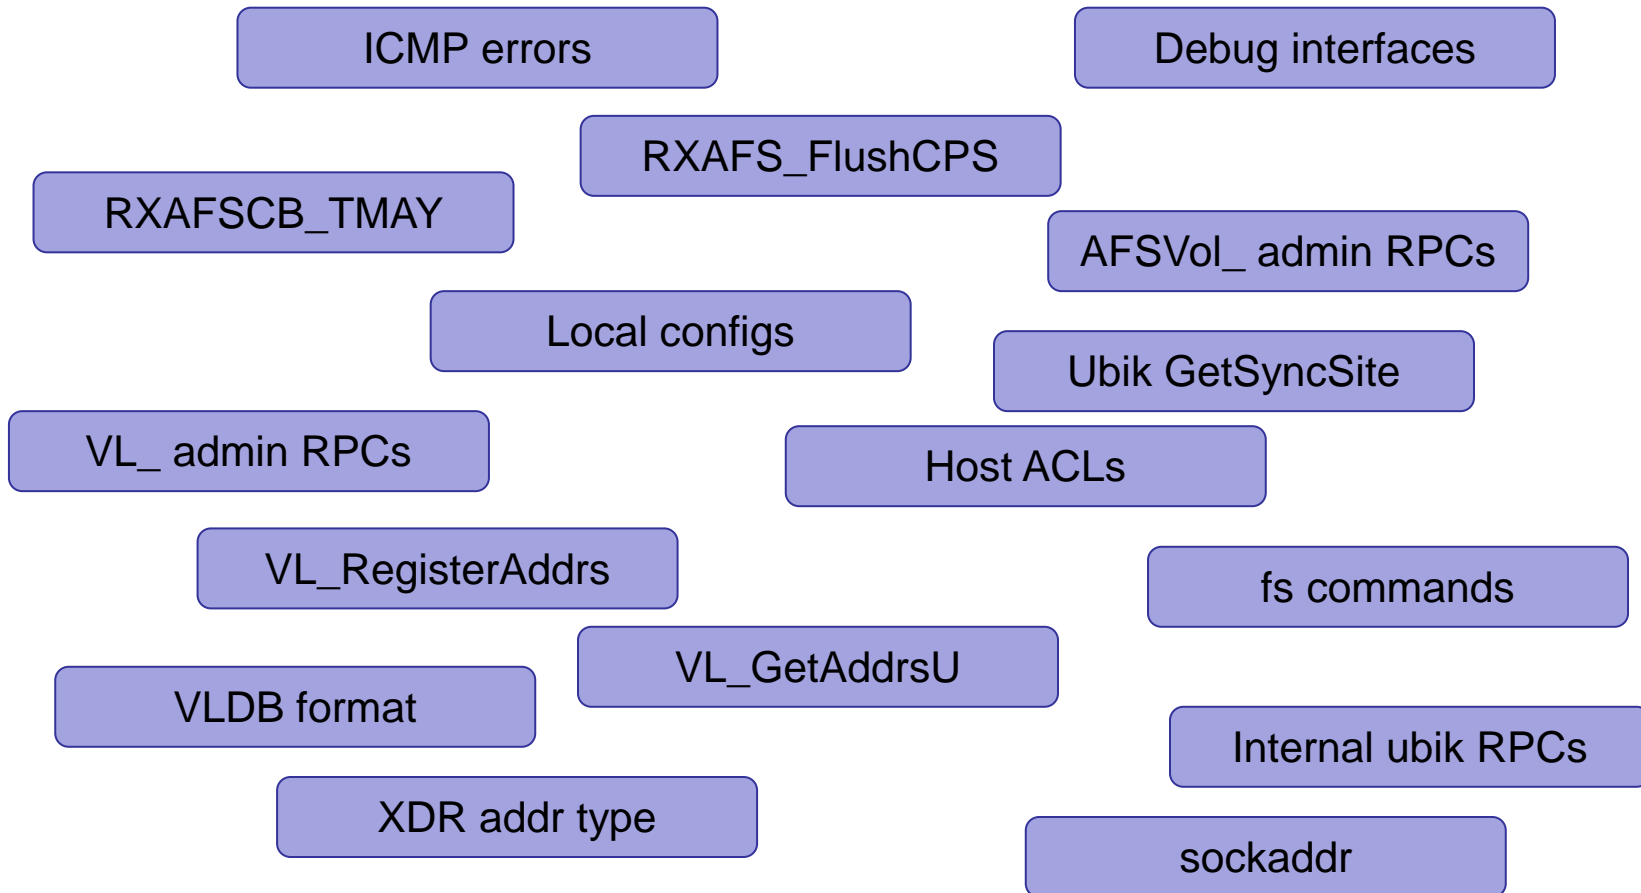 ICMP errors
Debug interfaces
RXAFS_FlushCPS
RXAFSCB_TMAY
AFSVol_ admin RPCs
Local configs
Ubik GetSyncSite
VL_ admin RPCs
Host ACLs
VL_RegisterAddrs
fs commands
VL_GetAddrsU
VLDB format
Internal ubik RPCs
XDR addr type
sockaddr